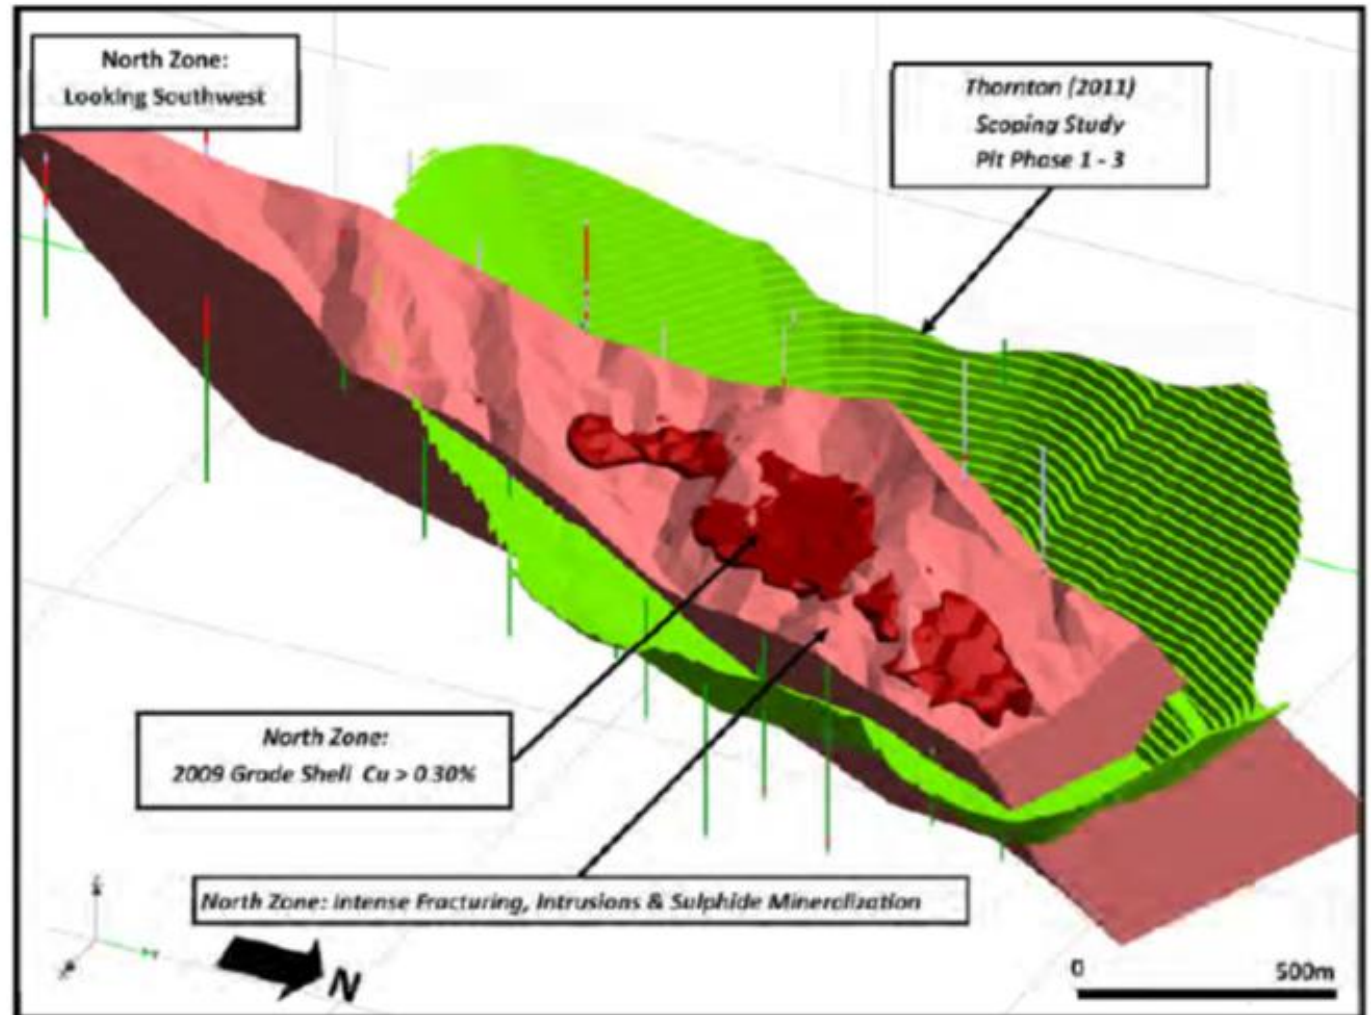 North Zone:
Looking Southwest
Thornton (2011)
Scoping Study
Pit Phase 1 - 3
North Zone:
2009 Grade Shell Cu > 0.30%
North Zone: Intense Fracturing, Intrusions & Sulphide Mineralization
N
0 500m